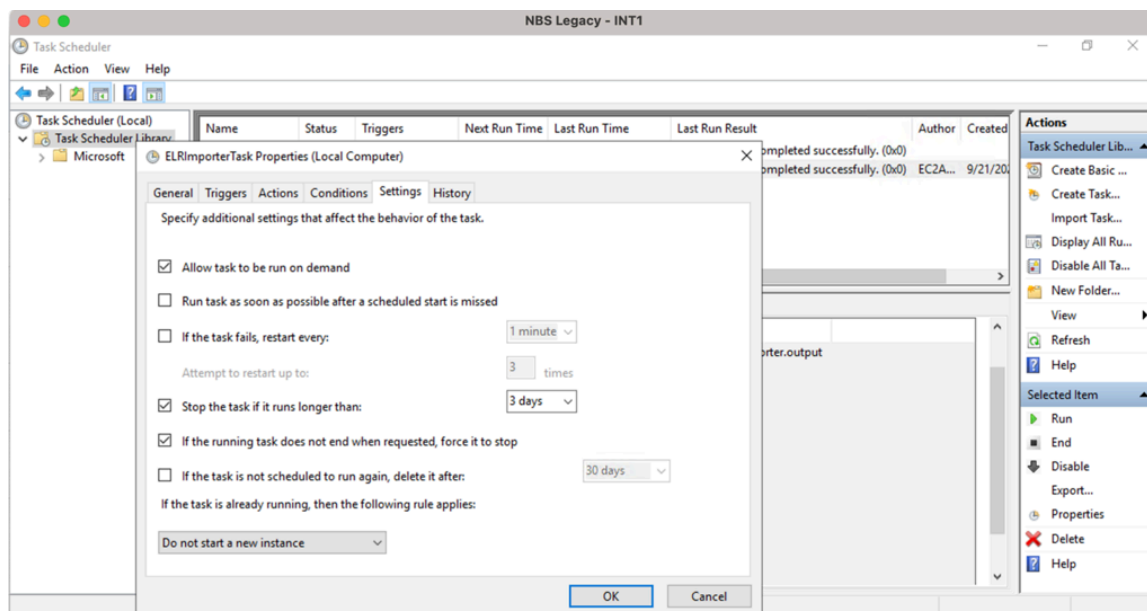 NBS Legacy - INT1
Task Scheduler
File Action View Help
Task Scheduler (Local)
Task Scheduler Library
Microsoft
Name Status Triggers Next Run Time Last Run Time Last Run Result Author Created
ompleted successfully. (0x0)
ompleted successfully. (0x0) EC2A... 9/21/20
orter.output
ELRImporterTask Properties (Local Computer)
General Triggers Actions Conditions Settings History
Specify additional settings that affect the behavior of the task.
Allow task to be run on demand
Run task as soon as possible after a scheduled start is missed
If the task fails, restart every: 1 minute
Attempt to restart up to: 3 times
Stop the task if it runs longer than: 3 days
If the running task does not end when requested, force it to stop
If the task is not scheduled to run again, delete it after: 30 days
If the task is already running, then the following rule applies:
Do not start a new instance
OK Cancel
Actions
Task Scheduler Lib...
Create Basic ...
Create Task...
Import Task...
Display All Ru...
Disable All Ta...
New Folder...
View
Refresh
Help
Selected Item
Run
End
Disable
Export...
Properties
Delete
Help